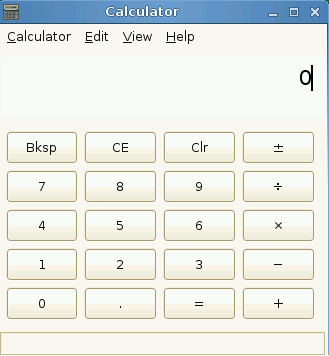 Calculator
Calculator Edit View Help
0
Bksp CE Clr ±
7 8 9 ÷
4 5 6 ×
1 2 3 −
0 . = +